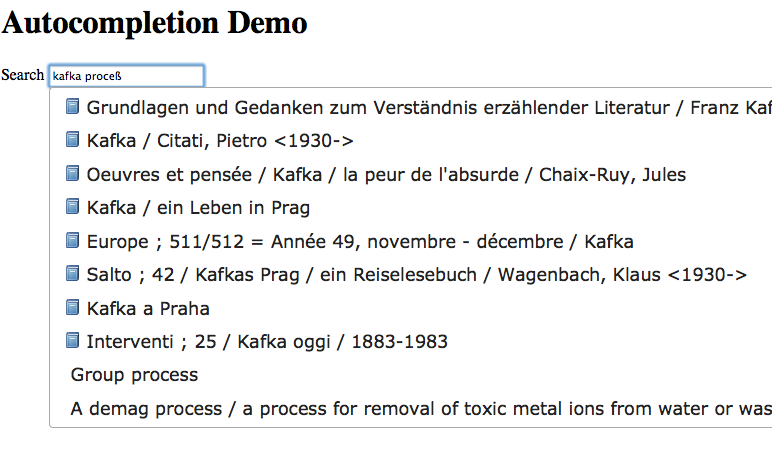 Autocompletion Demo
Search kafka proceß
Grundlagen und Gedanken zum Verständnis erzählender Literatur / Franz Kaf
Kafka / Citati, Pietro <1930->
Oeuvres et pensée / Kafka / la peur de l'absurde / Chaix-Ruy, Jules
Kafka / ein Leben in Prag
Europe ; 511/512 = Année 49, novembre - décembre / Kafka
Salto ; 42 / Kafkas Prag / ein Reiselesebuch / Wagenbach, Klaus <1930->
Kafka a Praha
Interventi ; 25 / Kafka oggi / 1883-1983
Group process
A demag process / a process for removal of toxic metal ions from water or was